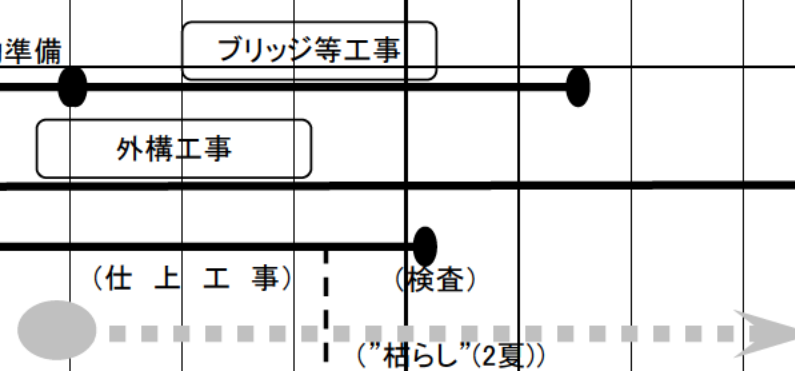 準備
ブリッジ等工事
外構工事
（仕上工事）
（検査）
（”枯らし”（2夏））